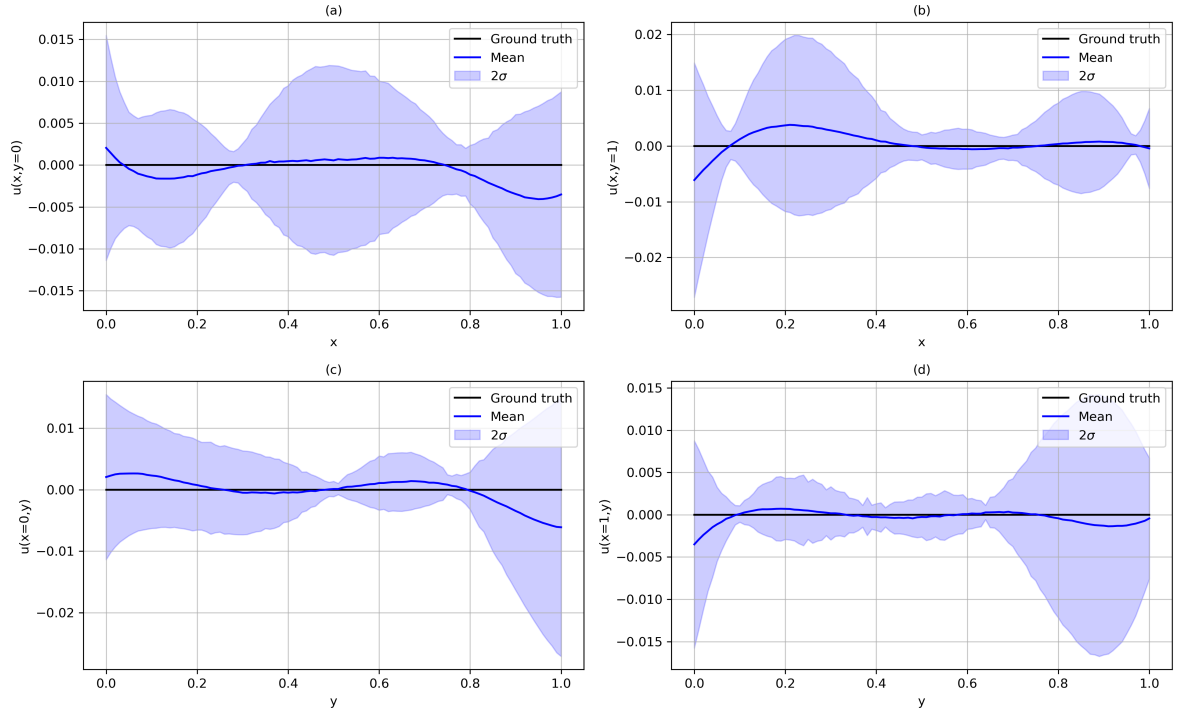 (a)
0.015
0.010
0.005
0.000
−0.005
−0.010
−0.015
u(x,y=0)
0.0 0.2 0.4 0.6 0.8 1.0
x
Ground truth
Mean
2σ
(b)
0.02
0.01
0.00
−0.01
−0.02
u(x,y=1)
0.0 0.2 0.4 0.6 0.8 1.0
x
Ground truth
Mean
2σ
(c)
0.01
0.00
−0.01
−0.02
u(x=0,y)
0.0 0.2 0.4 0.6 0.8 1.0
y
Ground truth
Mean
2σ
(d)
0.015
0.010
0.005
0.000
−0.005
−0.010
−0.015
u(x=1,y)
0.0 0.2 0.4 0.6 0.8 1.0
y
Ground truth
Mean
2σ